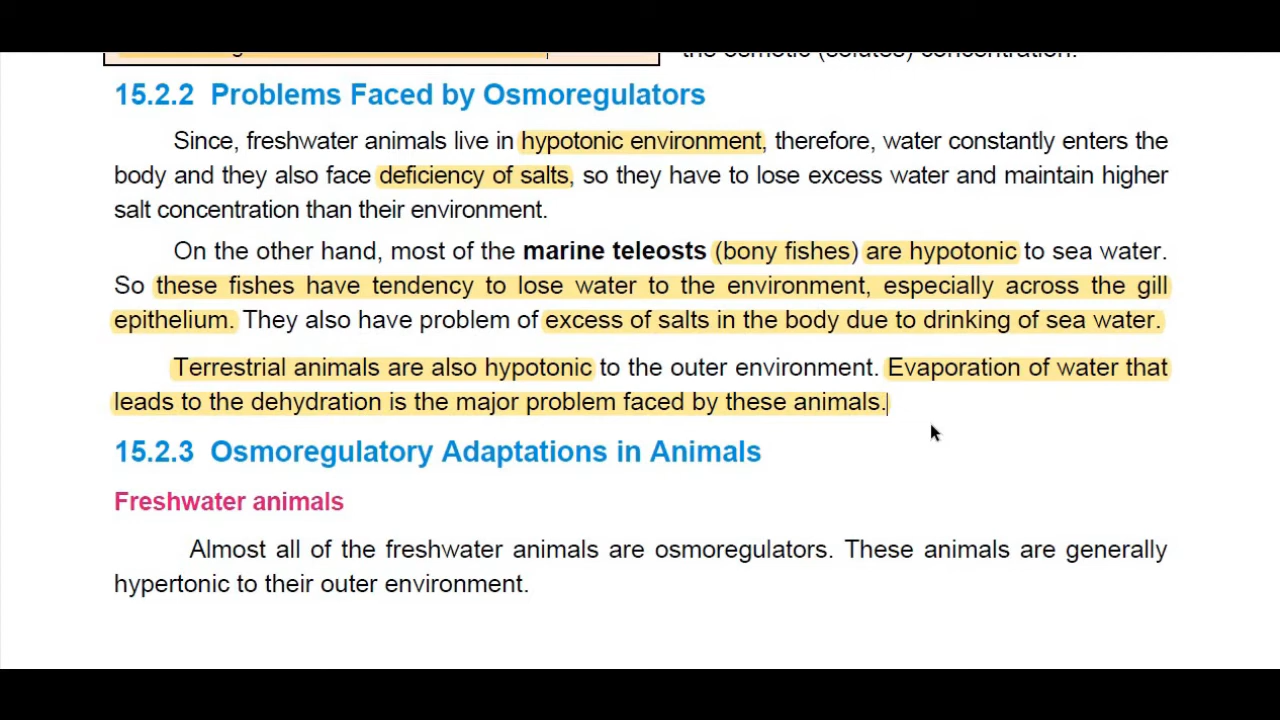 the osmotic (solutes) concentration.
15.2.2 Problems Faced by Osmoregulators
Since, freshwater animals live in hypotonic environment, therefore, water constantly enters the
body and they also face deficiency of salts, so they have to lose excess water and maintain higher
salt concentration than their environment.
On the other hand, most of the marine teleosts (bony fishes) are hypotonic to sea water.
So these fishes have tendency to lose water to the environment, especially across the gill
epithelium. They also have problem of excess of salts in the body due to drinking of sea water.
Terrestrial animals are also hypotonic to the outer environment. Evaporation of water that
leads to the dehydration is the major problem faced by these animals.
15.2.3 Osmoregulatory Adaptations in Animals
Freshwater animals
Almost all of the freshwater animals are osmoregulators. These animals are generally
hypertonic to their outer environment.